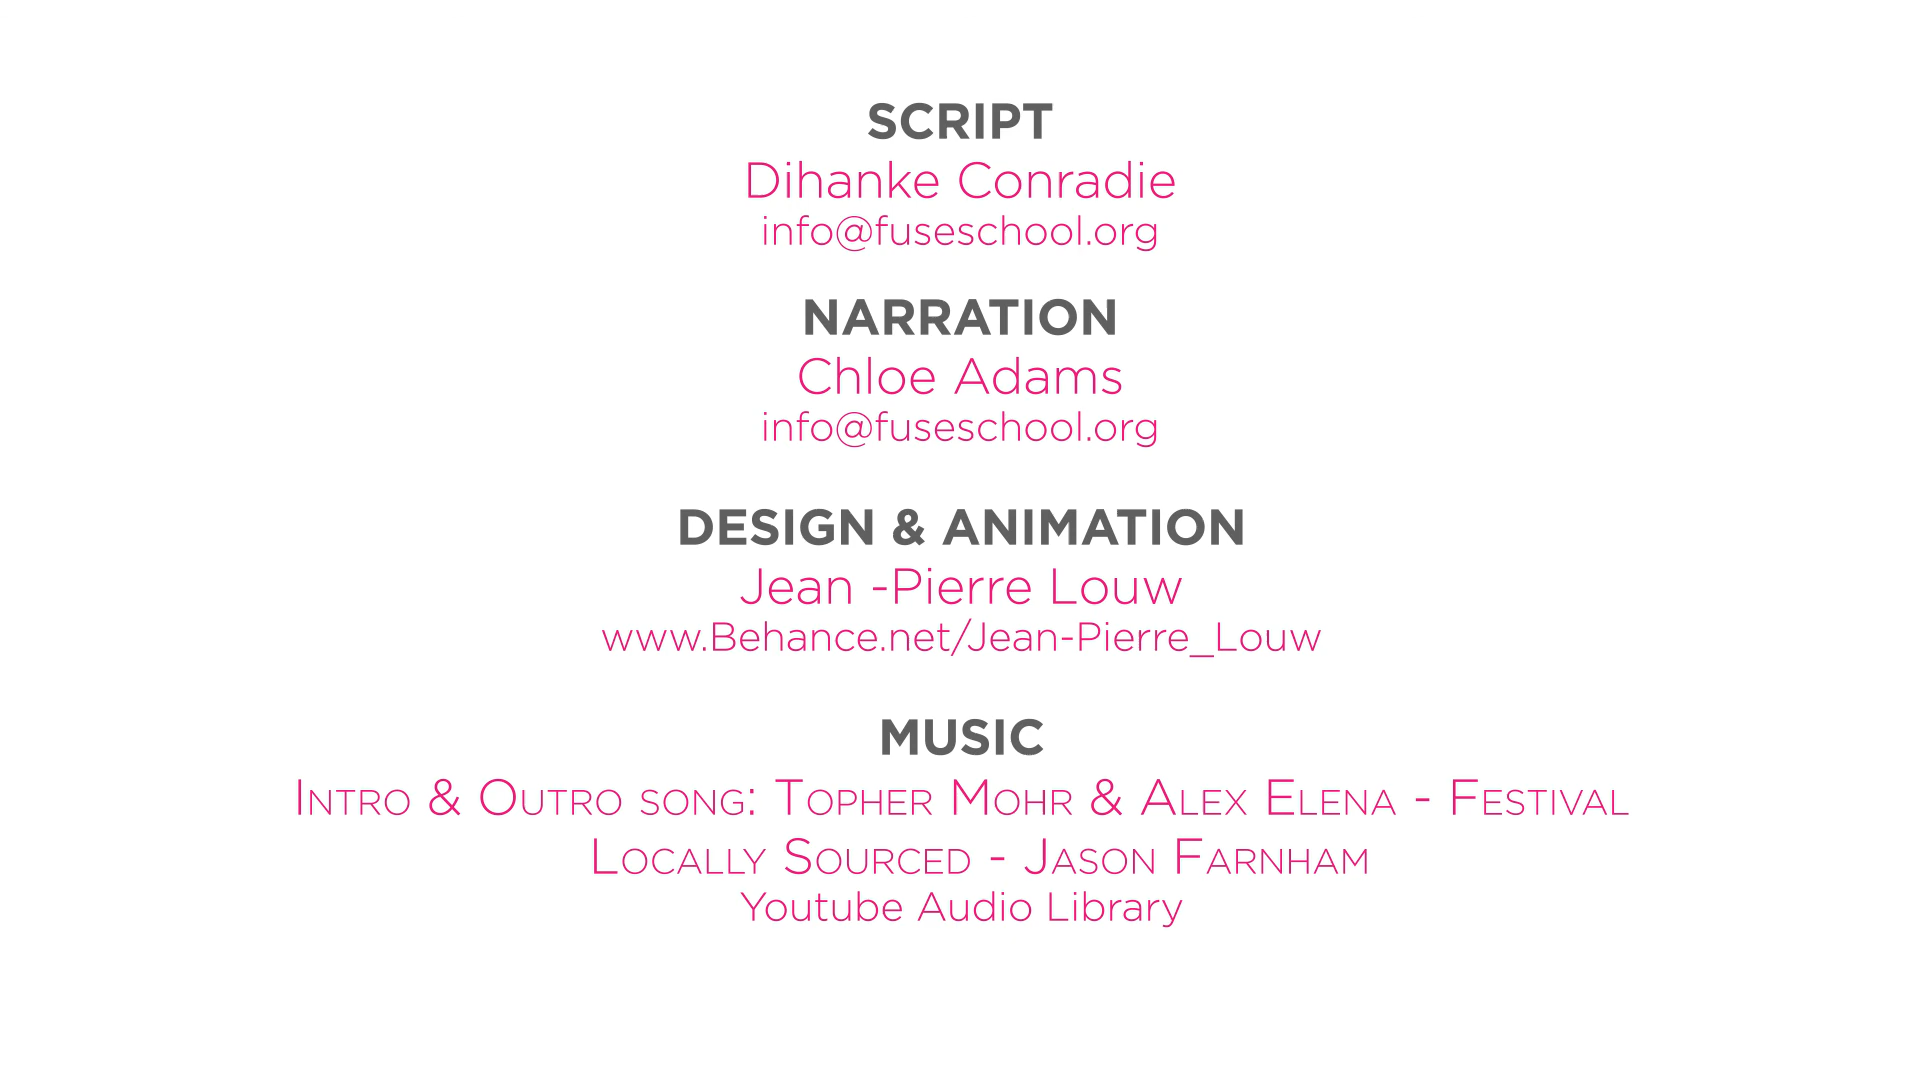 SCRIPT
Dihanke Conradie
info@fuseschool.org
NARRATION
Chloe Adams
info@fuseschool.org
DESIGN & ANIMATION
Jean -Pierre Louw
www.Behance.net/Jean-Pierre_Louw
MUSIC
Intro & Outro song: Topher Mohr & Alex Elena - Festival
Locally Sourced - Jason Farnham
Youtube Audio Library